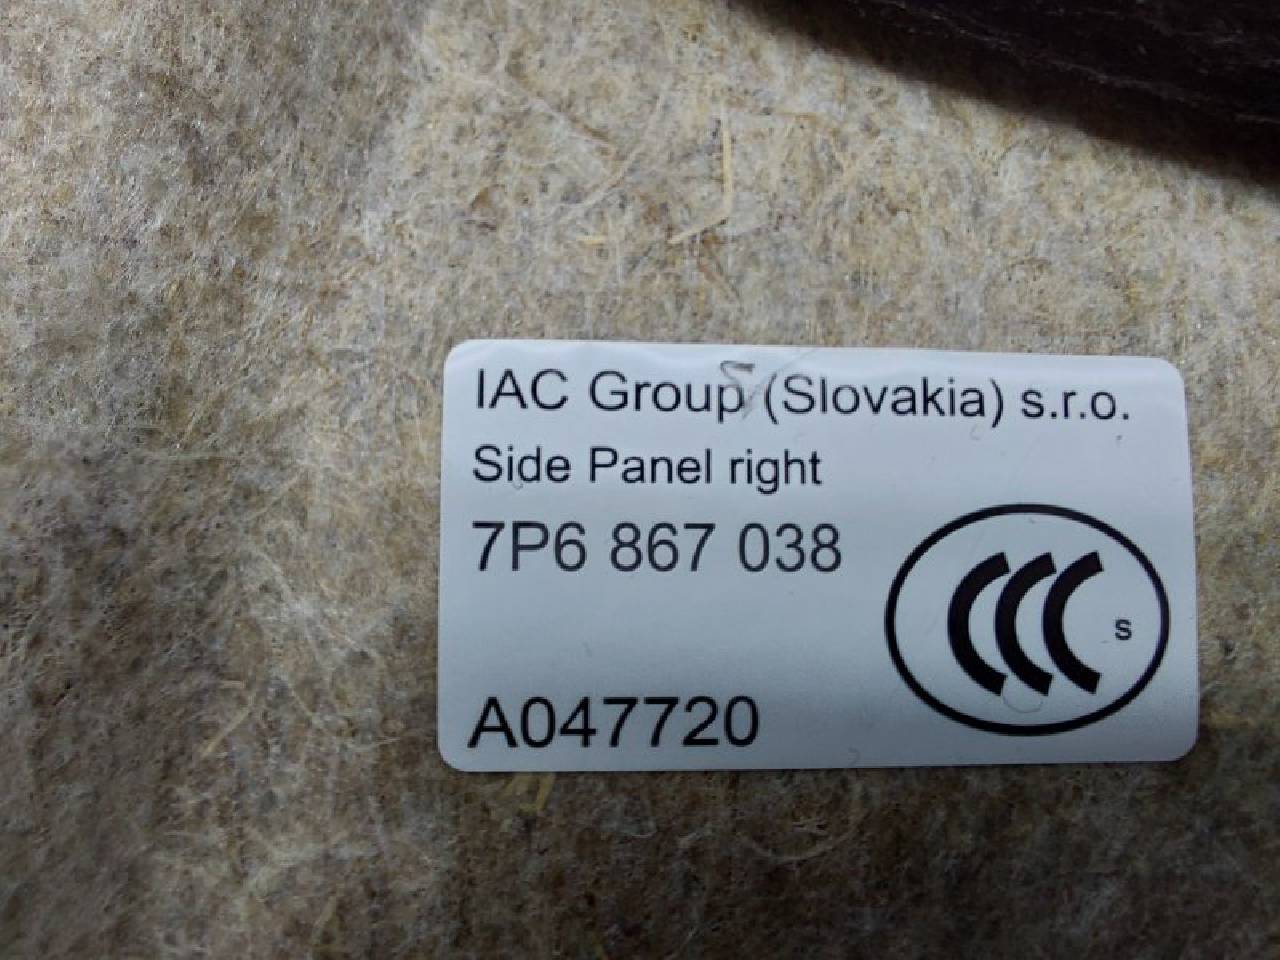 IAC Group (Slovakia) s.r.o.
Side Panel right
7P6 867 038
CCC S
A047720